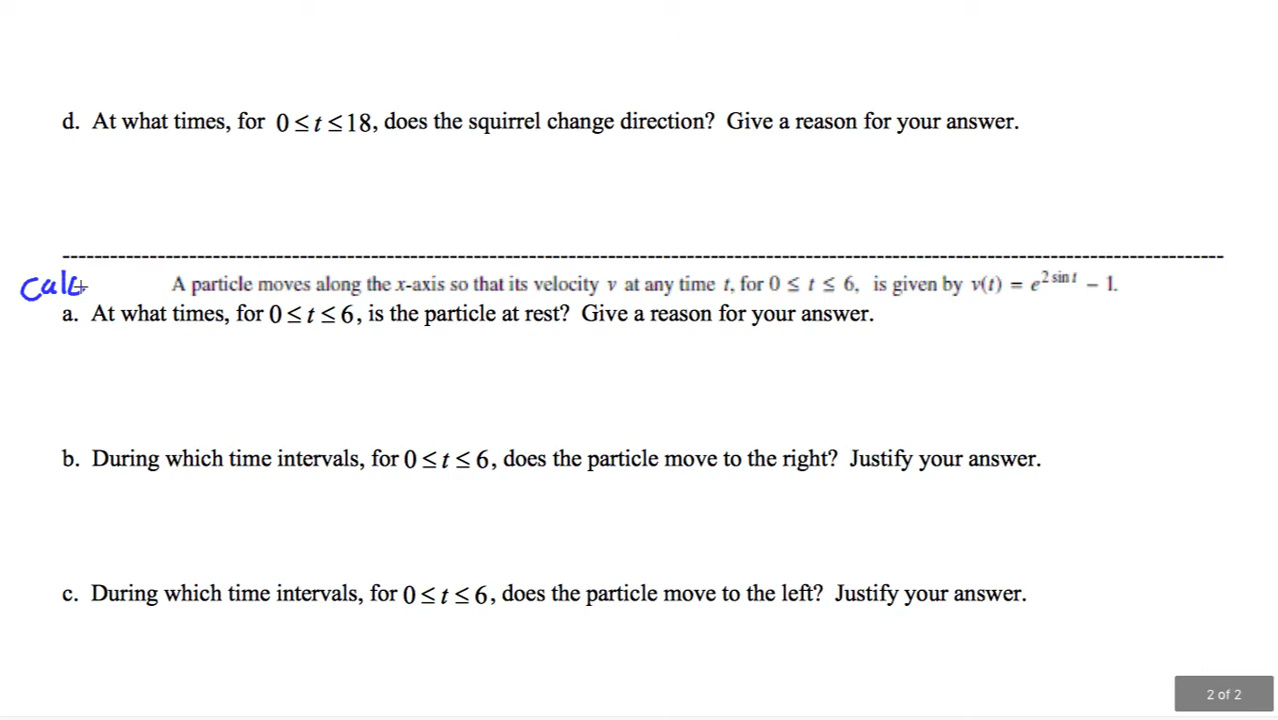 d. At what times, for 0 ≤ t ≤ 18, does the squirrel change direction? Give a reason for your answer.
Calc
A particle moves along the x-axis so that its velocity v at any time t, for 0 ≤ t ≤ 6, is given by v(t) = e^{2 sin t} − 1.
a. At what times, for 0 ≤ t ≤ 6, is the particle at rest? Give a reason for your answer.
b. During which time intervals, for 0 ≤ t ≤ 6, does the particle move to the right? Justify your answer.
c. During which time intervals, for 0 ≤ t ≤ 6, does the particle move to the left? Justify your answer.
2 of 2